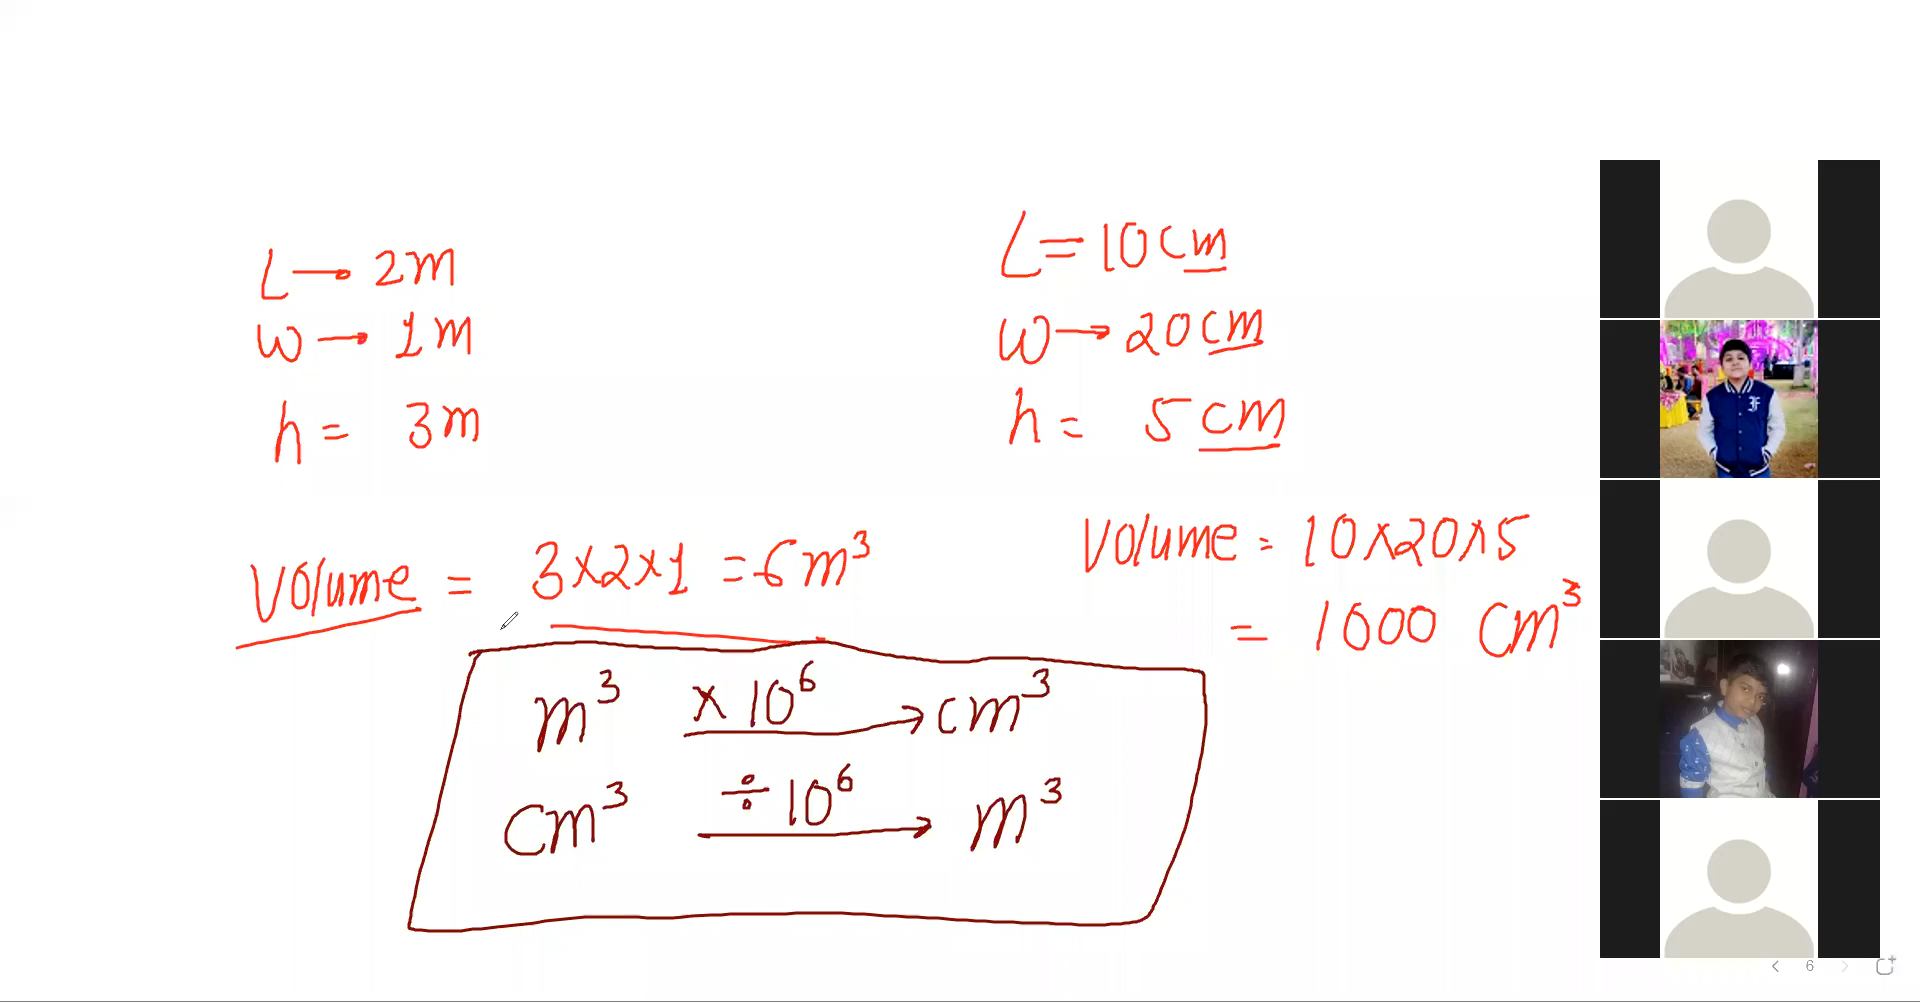 L → 2m
w → 1m
h = 3m
Volume = 3×2×1 = 6m³
L = 10cm
w → 20cm
h = 5cm
Volume = 10×20×5
= 1000 cm³
m³ ×10⁶ → cm³
cm³ ÷10⁶ → m³
F
6